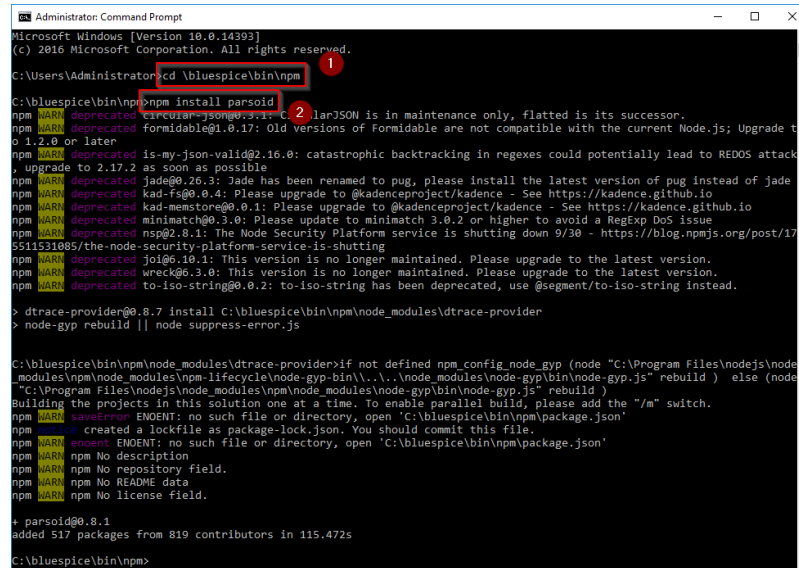 Administrator: Command Prompt
Microsoft Windows [Version 10.0.14393]
(c) 2016 Microsoft Corporation. All rights reserved.
1
C:\Users\Administrator>cd \bluespice\bin\npm
C:\bluespice\bin\npm>npm install parsoid
2
npm WARN deprecated circular-json@0.3.1: CircularJSON is in maintenance only, flatted is its successor.
npm WARN deprecated formidable@1.0.17: Old versions of Formidable are not compatible with the current Node.js; Upgrade t
o 1.2.0 or later
npm WARN deprecated is-my-json-valid@2.16.0: catastrophic backtracking in regexes could potentially lead to REDOS attack
, upgrade to 2.17.2 as soon as possible
npm WARN deprecated jade@0.26.3: Jade has been renamed to pug, please install the latest version of pug instead of jade
npm WARN deprecated kad-fs@0.0.4: Please upgrade to @kadenceproject/kadence - See https://kadence.github.io
npm WARN deprecated kad-memstore@0.0.1: Please upgrade to @kadenceproject/kadence - See https://kadence.github.io
npm WARN deprecated minimatch@0.3.0: Please update to minimatch 3.0.2 or higher to avoid a RegExp DoS issue
npm WARN deprecated nsp@2.8.1: The Node Security Platform service is shutting down 9/30 - https://blog.npmjs.org/post/17
5511531085/the-node-security-platform-service-is-shutting
npm WARN deprecated joi@6.10.1: This version is no longer maintained. Please upgrade to the latest version.
npm WARN deprecated wreck@6.3.0: This version is no longer maintained. Please upgrade to the latest version.
npm WARN deprecated to-iso-string@0.0.2: to-iso-string has been deprecated, use @segment/to-iso-string instead.
> dtrace-provider@0.8.7 install C:\bluespice\bin\npm\node_modules\dtrace-provider
> node-gyp rebuild || node suppress-error.js
C:\bluespice\bin\npm\node_modules\dtrace-provider>if not defined npm_config_node_gyp (node "C:\Program Files\nodejs\node
_modules\npm\node_modules\npm-lifecycle\node-gyp-bin\\..\..\node_modules\node-gyp\bin\node-gyp.js" rebuild )  else (node
 "C:\Program Files\nodejs\node_modules\npm\node_modules\node-gyp\bin\node-gyp.js" rebuild )
Building the projects in this solution one at a time. To enable parallel build, please add the "/m" switch.
npm WARN saveError ENOENT: no such file or directory, open 'C:\bluespice\bin\npm\package.json'
npm notice created a lockfile as package-lock.json. You should commit this file.
npm WARN enoent ENOENT: no such file or directory, open 'C:\bluespice\bin\npm\package.json'
npm WARN npm No description
npm WARN npm No repository field.
npm WARN npm No README data
npm WARN npm No license field.
+ parsoid@0.8.1
added 517 packages from 819 contributors in 115.472s
C:\bluespice\bin\npm>